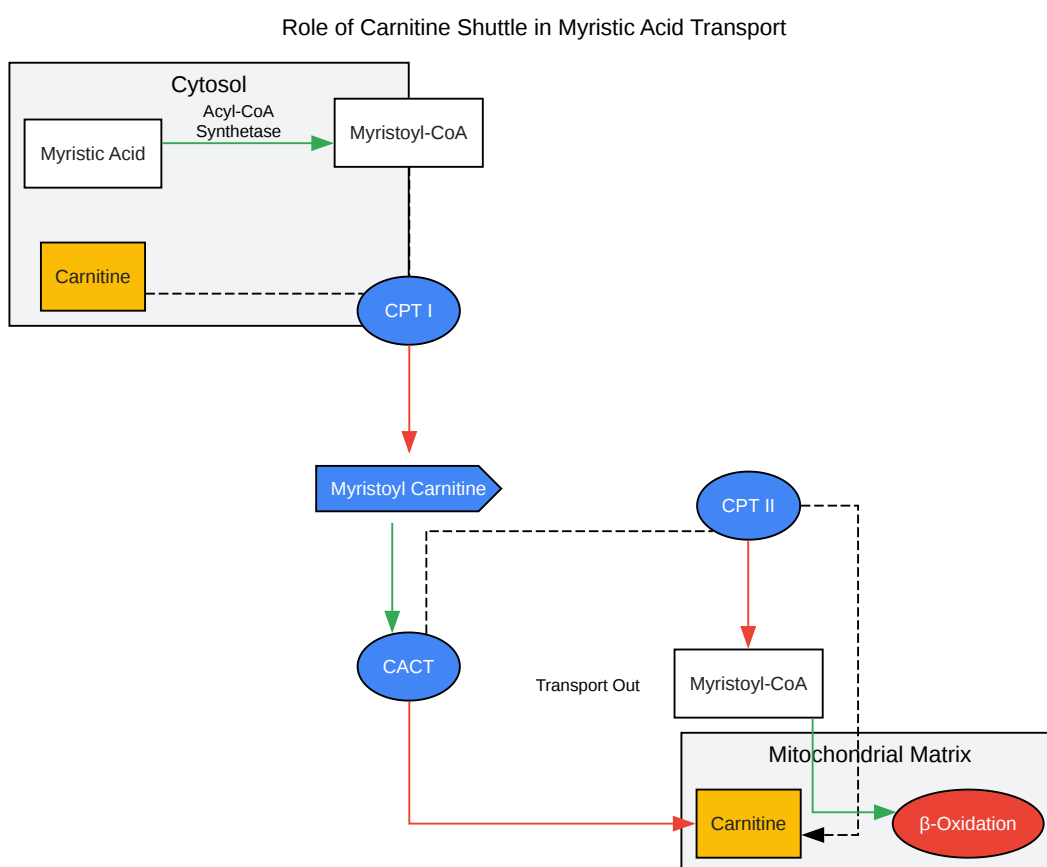 Role of Carnitine Shuttle in Myristic Acid Transport
Cytosol
Acyl-CoA
Synthetase
Myristic Acid
Myristoyl-CoA
Carnitine
CPT I
Myristoyl Carnitine
CPT II
CACT
Transport Out
Myristoyl-CoA
Mitochondrial Matrix
Carnitine
β-Oxidation